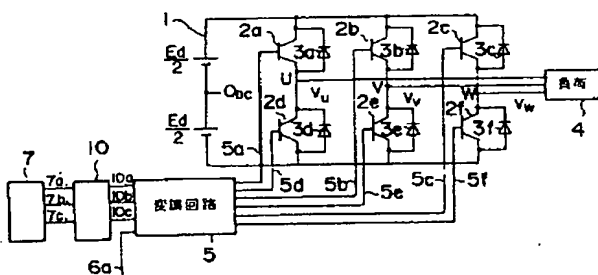 1
2a
2b
2c
Ed/2
3a
3b
3c
U
V
W
O_DC
Vu
Vv
Vw
負荷
4
Ed/2
2d
2e
2f
3d
3e
3f
5a
5d
5b
5e
5c
5f
7
10
7a
7b
7c
10a
10b
10c
変調回路
5
6a